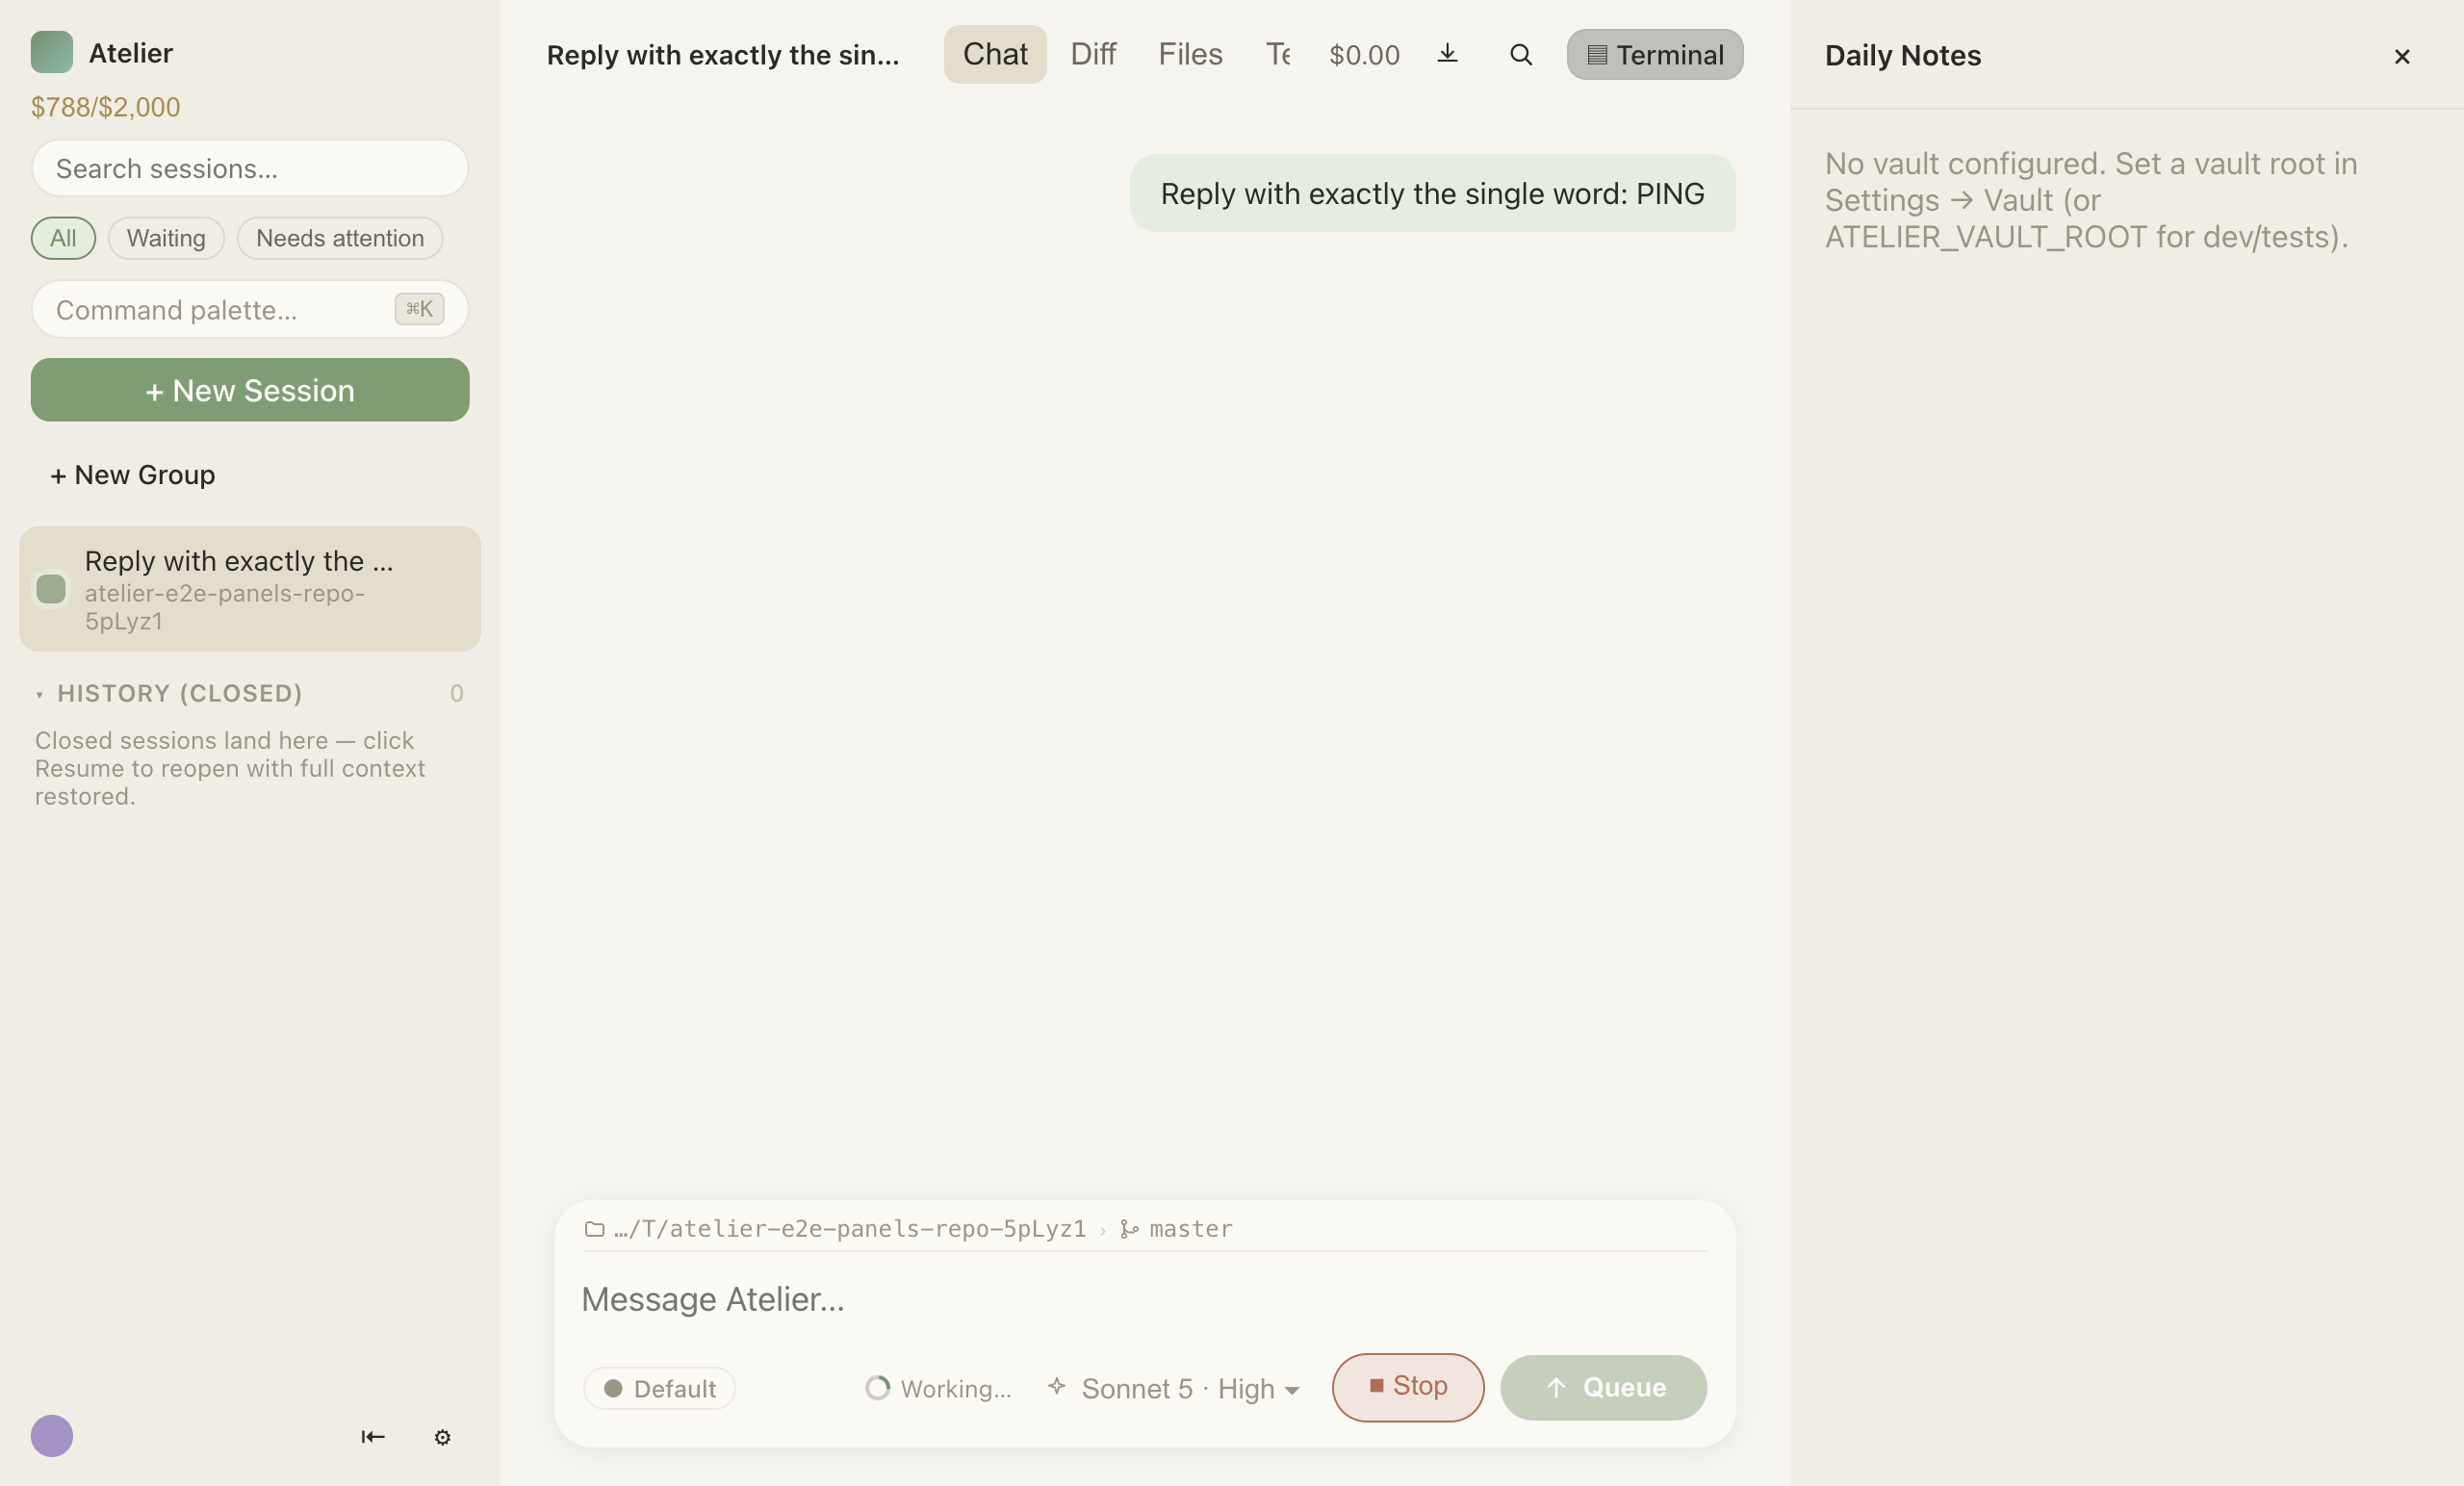 Atelier
$788/$2,000
Search sessions...
All
Waiting
Needs attention
Command palette...
⌘K
+ New Session
+ New Group
Reply with exactly the ...
atelier-e2e-panels-repo-
5pLyz1
HISTORY (CLOSED)
0
Closed sessions land here — click
Resume to reopen with full context
restored.
Reply with exactly the sin...
Chat
Diff
Files
$0.00
Terminal
Reply with exactly the single word: PING
…/T/atelier-e2e-panels-repo-5pLyz1 › master
Message Atelier...
Default
Working...
Sonnet 5 · High
Stop
Queue
Daily Notes
No vault configured. Set a vault root in
Settings → Vault (or
ATELIER_VAULT_ROOT for dev/tests).